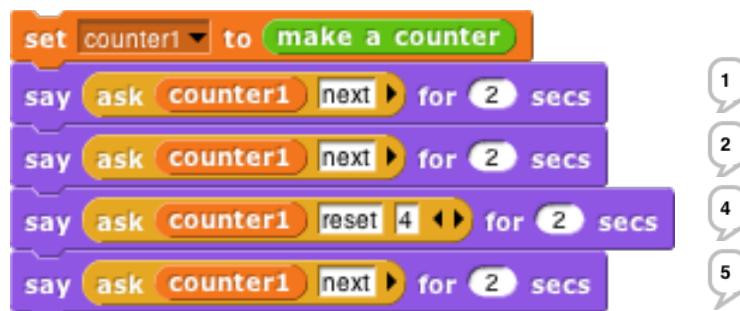 set counter1 to make a counter
say ask counter1 next for 2 secs 1
say ask counter1 next for 2 secs 2
say ask counter1 reset 4 for 2 secs 4
say ask counter1 next for 2 secs 5